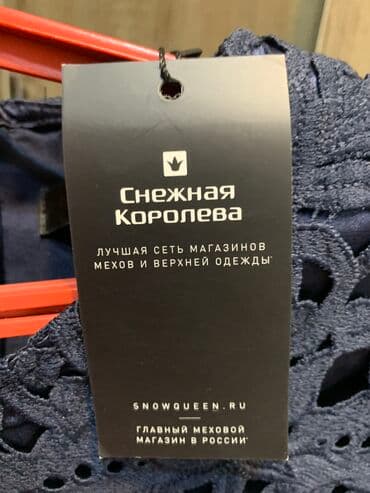 Снежная
Королева
ЛУЧШАЯ СЕТЬ МАГАЗИНОВ
МЕХОВ И ВЕРХНЕЙ ОДЕЖДЫ*
SNOWQUEEN.RU
ГЛАВНЫЙ МЕХОВОЙ
МАГАЗИН В РОССИИ*